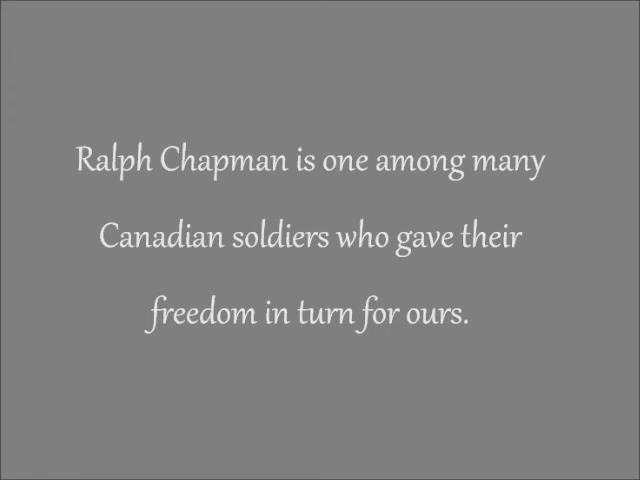 Ralph Chapman is one among many
Canadian soldiers who gave their
freedom in turn for ours.